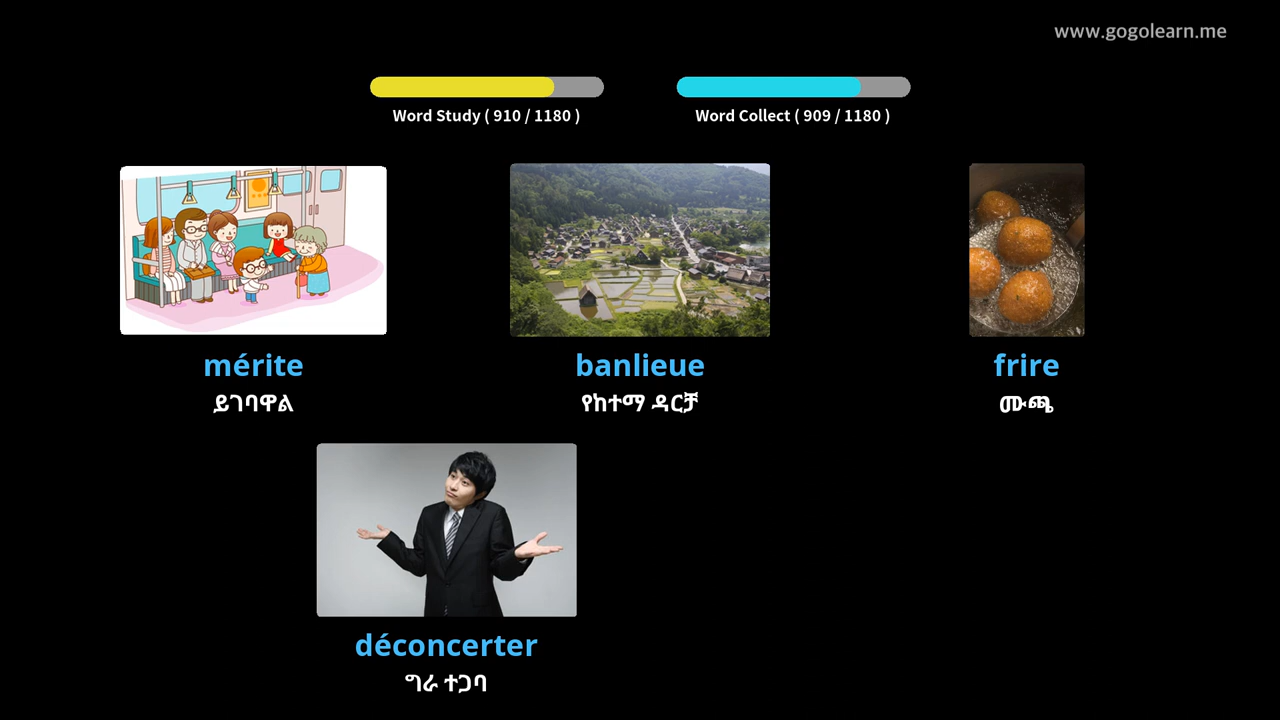 www.gogolearn.me
Word Study ( 910 / 1180 )
Word Collect ( 909 / 1180 )
mérite
ይገባዋል
banlieue
የከተማ ዳርቻ
frire
ሙጫ
déconcerter
ግራ ተጋባ